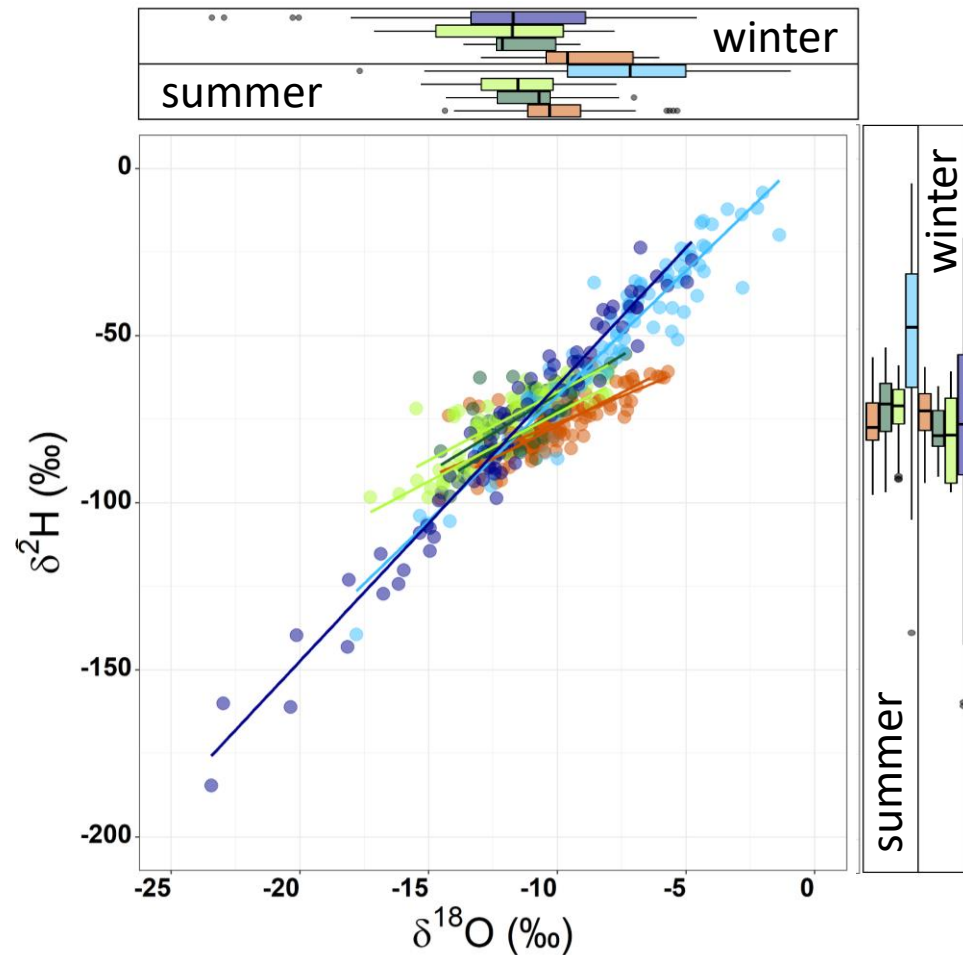 winter
summer
winter
summer
0
-50
-100
-150
-200
δ²H (‰)
-25
-20
-15
-10
-5
0
δ¹⁸O (‰)